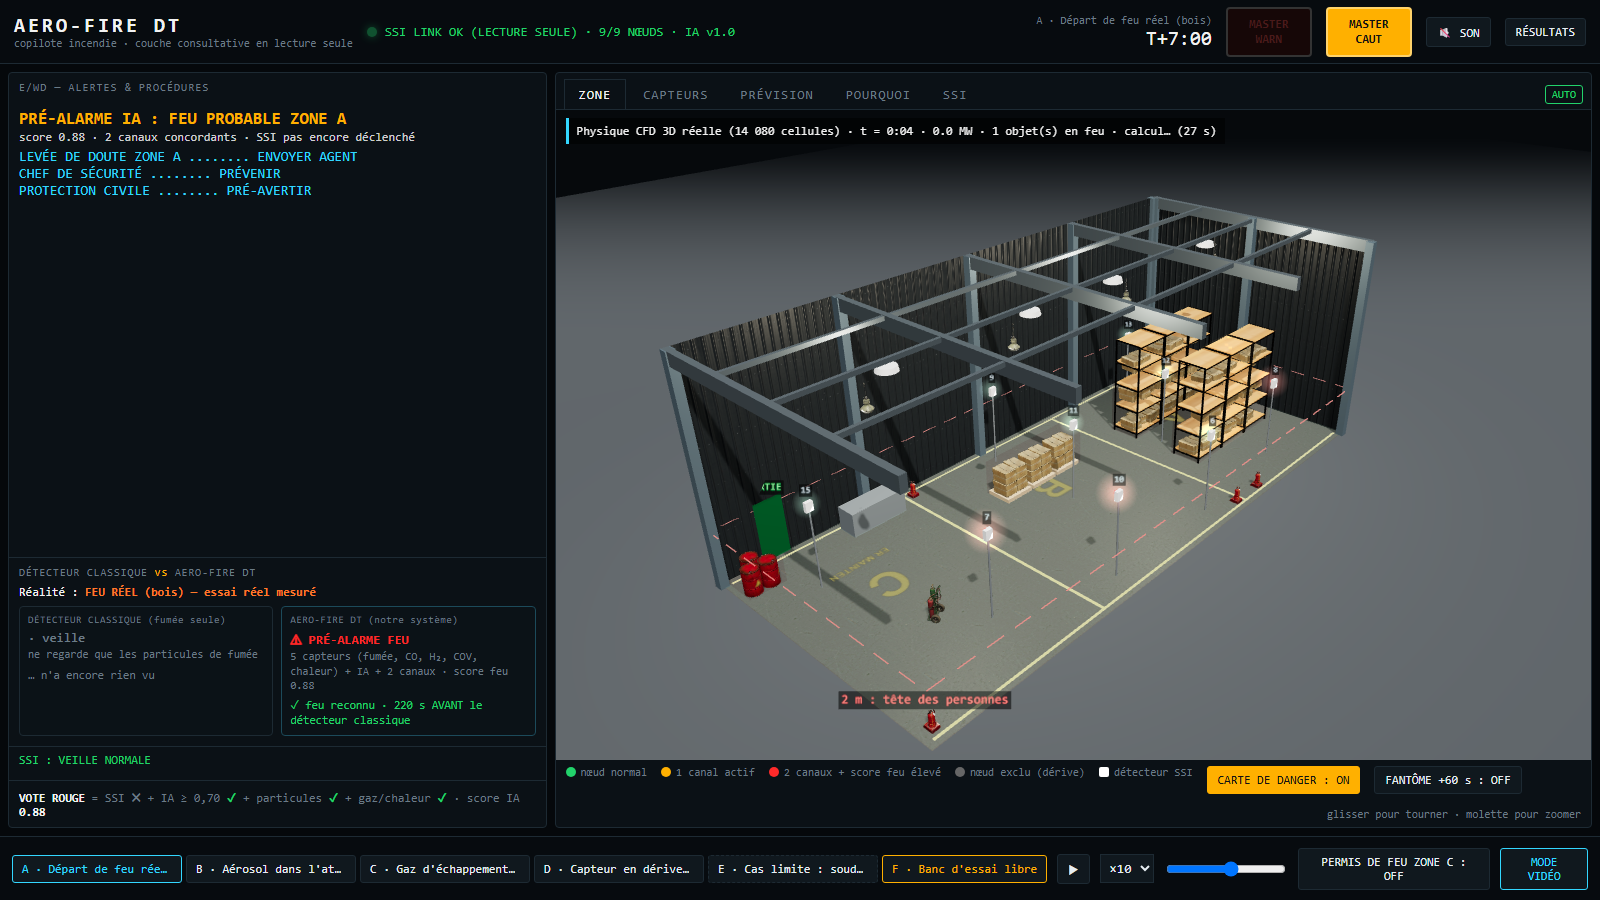 AERO-FIRE DT
copilote incendie · couche consultative en lecture seule
SSI LINK OK (LECTURE SEULE) · 9/9 NŒUDS · IA v1.0
A · Départ de feu réel (bois)
T+7:00
MASTER
WARN
MASTER
CAUT
SON
RÉSULTATS
E/WD — ALERTES & PROCÉDURES
PRÉ-ALARME IA : FEU PROBABLE ZONE A
score 0.88 · 2 canaux concordants · SSI pas encore déclenché
LEVÉE DE DOUTE ZONE A ........ ENVOYER AGENT
CHEF DE SÉCURITÉ ........ PRÉVENIR
PROTECTION CIVILE ........ PRÉ-AVERTIR
DÉTECTEUR CLASSIQUE vs AERO-FIRE DT
Réalité : FEU RÉEL (bois) — essai réel mesuré
DÉTECTEUR CLASSIQUE (fumée seule)
· veille
ne regarde que les particules de fumée
… n'a encore rien vu
AERO-FIRE DT (notre système)
PRÉ-ALARME FEU
5 capteurs (fumée, CO, H₂, COV,
chaleur) + IA + 2 canaux · score feu
0.88
✓ feu reconnu · 220 s AVANT le
détecteur classique
SSI : VEILLE NORMALE
VOTE ROUGE = SSI ✕ + IA ≥ 0,70 ✓ + particules ✓ + gaz/chaleur ✓ · score IA
0.88
ZONE
CAPTEURS
PRÉVISION
POURQUOI
SSI
AUTO
Physique CFD 3D réelle (14 080 cellules) · t = 0:04 · 0.0 MW · 1 objet(s) en feu · calcul… (27 s)
13
9
11
10
7
15
TIE
B
C
2 m : tête des personnes
nœud normal
1 canal actif
2 canaux + score feu élevé
nœud exclu (dérive)
détecteur SSI
CARTE DE DANGER : ON
FANTÔME +60 s : OFF
glisser pour tourner · molette pour zoomer
A · Départ de feu rée…
B · Aérosol dans l'at…
C · Gaz d'échappement…
D · Capteur en dérive…
E · Cas limite : soud…
F · Banc d'essai libre
▶
x10
PERMIS DE FEU ZONE C :
OFF
MODE
VIDÉO